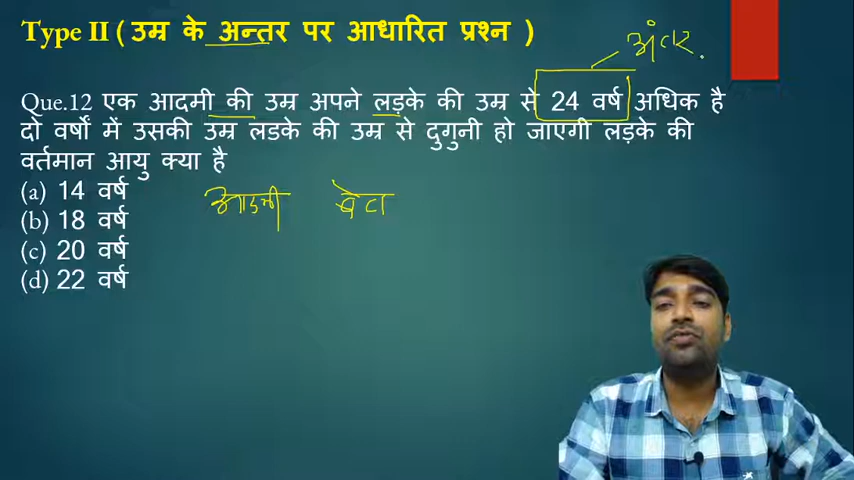 Type II ( उम्र के अन्तर पर आधारित प्रश्न )
अंतर.
Que.12 एक आदमी की उम्र अपने लड़के की उम्र से 24 वर्ष अधिक है
दो वर्षों में उसकी उम्र लडके की उम्र से दुगुनी हो जाएगी लड़के की
वर्तमान आयु क्या है
(a) 14 वर्ष
(b) 18 वर्ष
(c) 20 वर्ष
(d) 22 वर्ष
आदमी बेटा